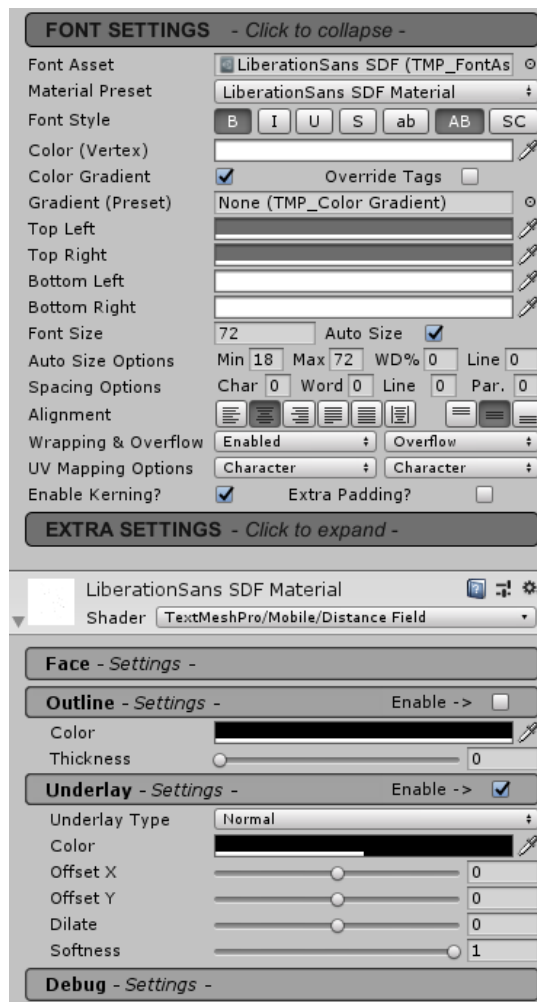 FONT SETTINGS - Click to collapse -
Font Asset LiberationSans SDF (TMP_FontAs
Material Preset LiberationSans SDF Material
Font Style B I U S ab AB SC
Color (Vertex)
Color Gradient Override Tags
Gradient (Preset) None (TMP_Color Gradient)
Top Left
Top Right
Bottom Left
Bottom Right
Font Size 72 Auto Size
Auto Size Options Min 18 Max 72 WD% 0 Line 0
Spacing Options Char 0 Word 0 Line 0 Par. 0
Alignment
Wrapping & Overflow Enabled Overflow
UV Mapping Options Character Character
Enable Kerning? Extra Padding?
EXTRA SETTINGS - Click to expand -
LiberationSans SDF Material
Shader TextMeshPro/Mobile/Distance Field
Face - Settings -
Outline - Settings - Enable ->
Color
Thickness 0
Underlay - Settings - Enable ->
Underlay Type Normal
Color
Offset X 0
Offset Y 0
Dilate 0
Softness 1
Debug - Settings -